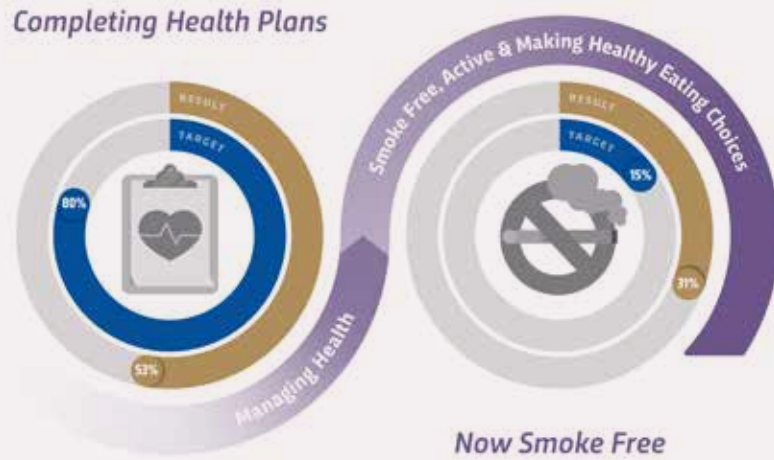 Completing Health Plans
RESULT
TARGET
80%
53%
Managing Health
Smoke Free, Active & Making Healthy Eating Choices
RESULT
TARGET
15%
31%
Now Smoke Free